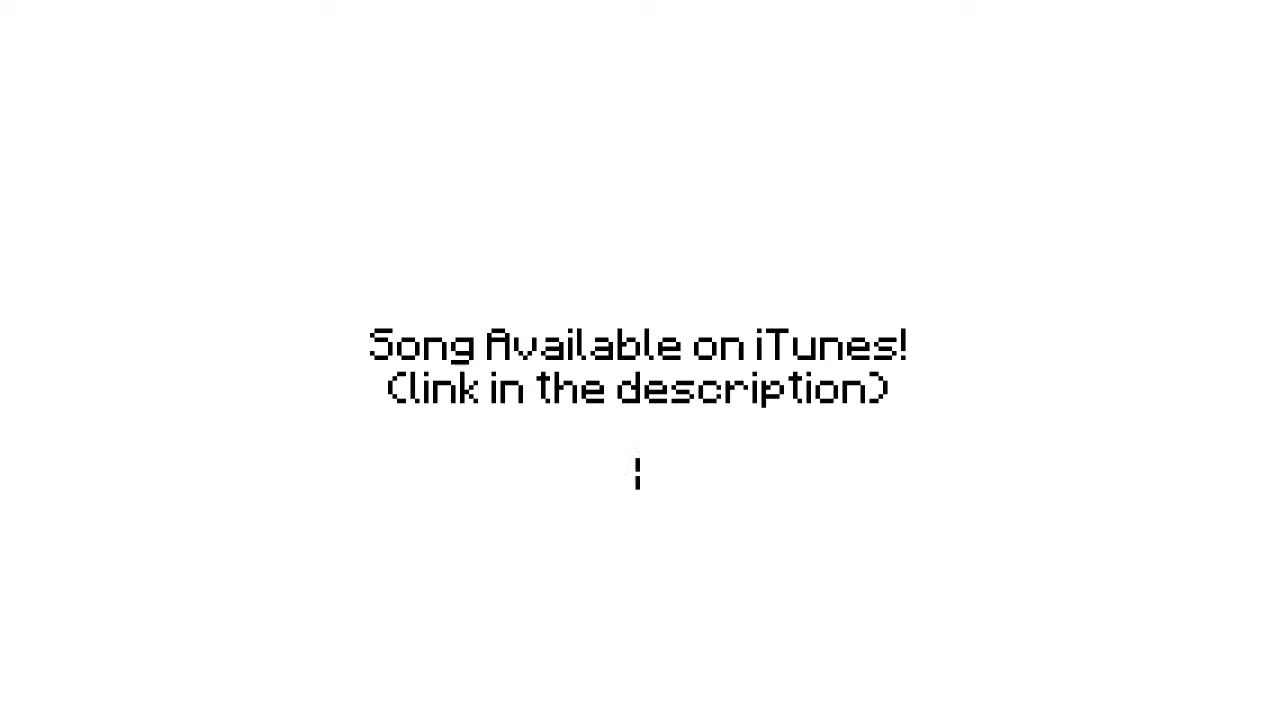 Song Available on iTunes!
(link in the description)
¦